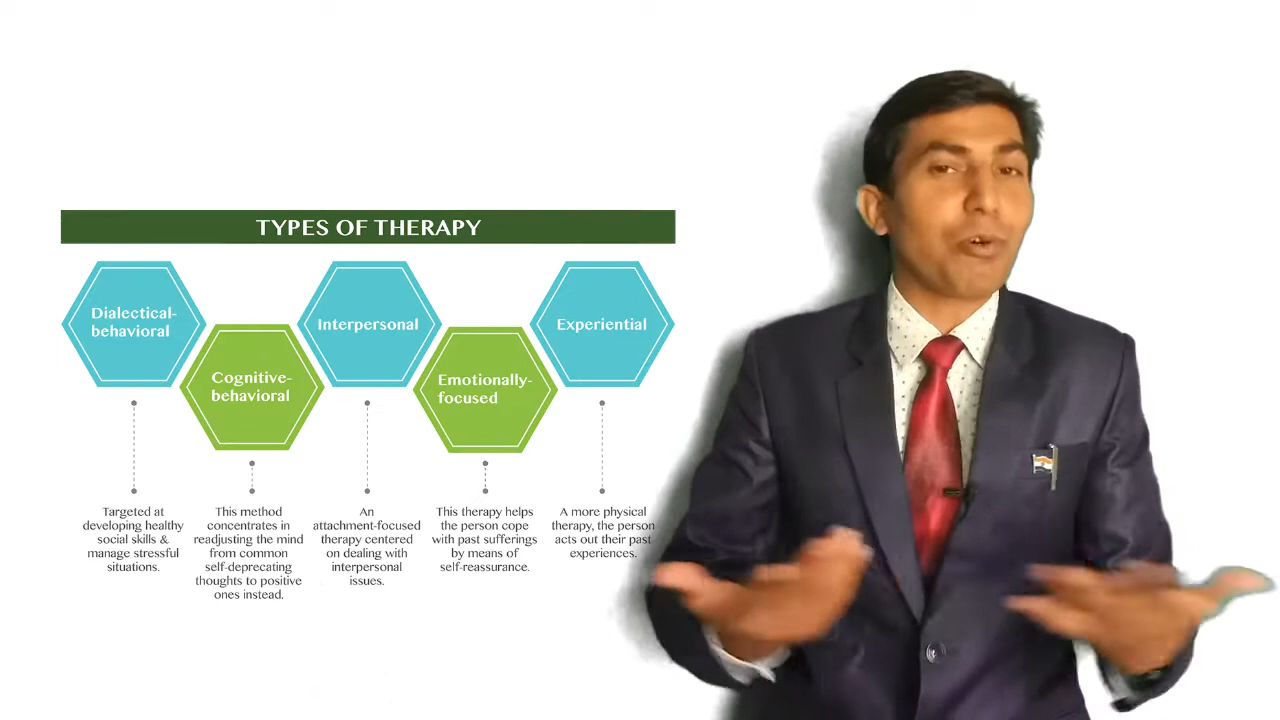 TYPES OF THERAPY
Dialectical-
behavioral
Cognitive-
behavioral
Interpersonal
Emotionally-
focused
Experiential
Targeted at
developing healthy
social skills &
manage stressful
situations.
This method
concentrates in
readjusting the mind
from common
self-deprecating
thoughts to positive
ones instead.
An
attachment-focused
therapy centered
on dealing with
interpersonal
issues.
This therapy helps
the person cope
with past sufferings
by means of
self-reassurance.
A more physical
therapy, the person
acts out their past
experiences.